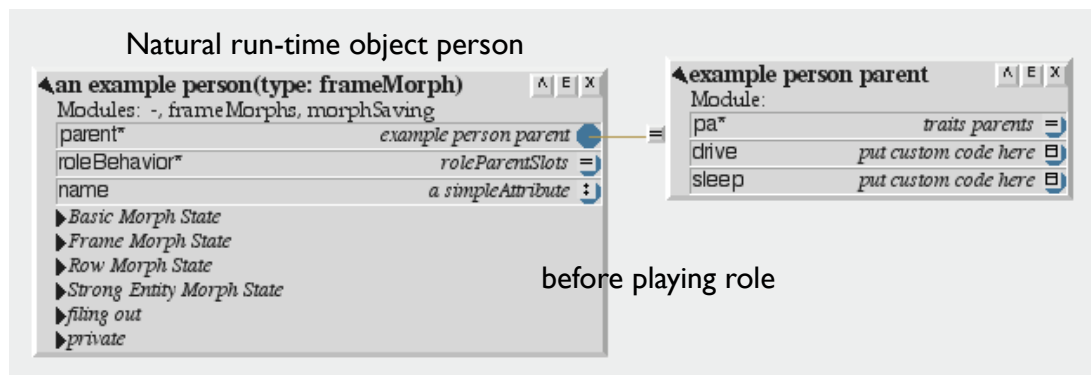 Natural run-time object person
an example person(type: frameMorph) ʌ E X
Modules: -, frameMorphs, morphSaving
parent* example person parent
roleBehavior* roleParentSlots =
name a simpleAttribute :
Basic Morph State
Frame Morph State
Row Morph State
Strong Entity Morph State
filing out
private
example person parent ʌ E X
Module:
pa* traits parents =
drive put custom code here
sleep put custom code here
before playing role